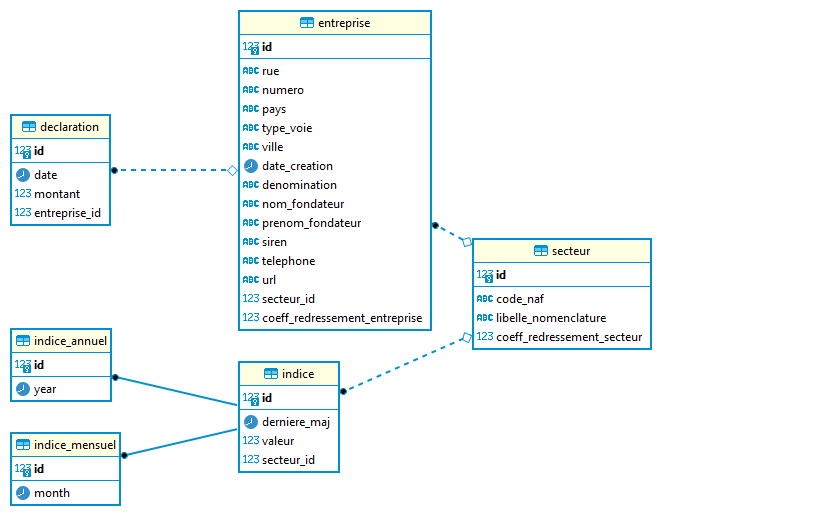 entreprise
123 id
ABC rue
ABC numero
ABC pays
ABC type_voie
ABC ville
date_creation
ABC denomination
ABC nom_fondateur
ABC prenom_fondateur
ABC siren
ABC telephone
ABC url
123 secteur_id
123 coeff_redressement_entreprise
declaration
123 id
date
123 montant
123 entreprise_id
secteur
123 id
ABC code_naf
ABC libelle_nomenclature
123 coeff_redressement_secteur
indice_annuel
123 id
year
indice
123 id
derniere_maj
123 valeur
123 secteur_id
indice_mensuel
123 id
month